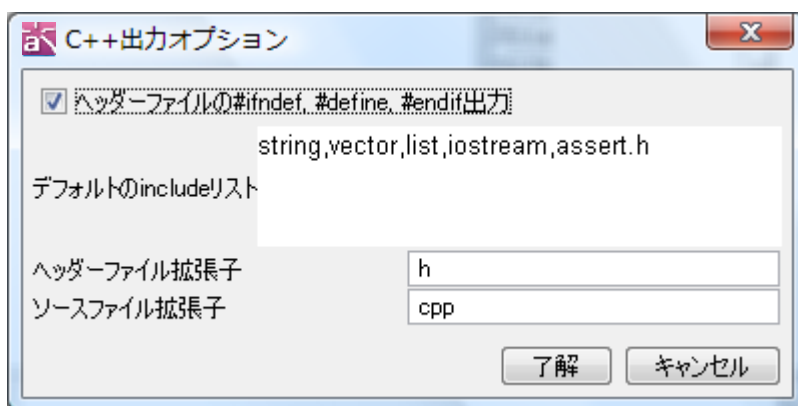 C++出力オプション
ヘッダーファイルの#ifndef, #define, #endif出力
string,vector,list,iostream,assert.h
デフォルトのincludeリスト
ヘッダーファイル拡張子 h
ソースファイル拡張子 cpp
了解 キャンセル